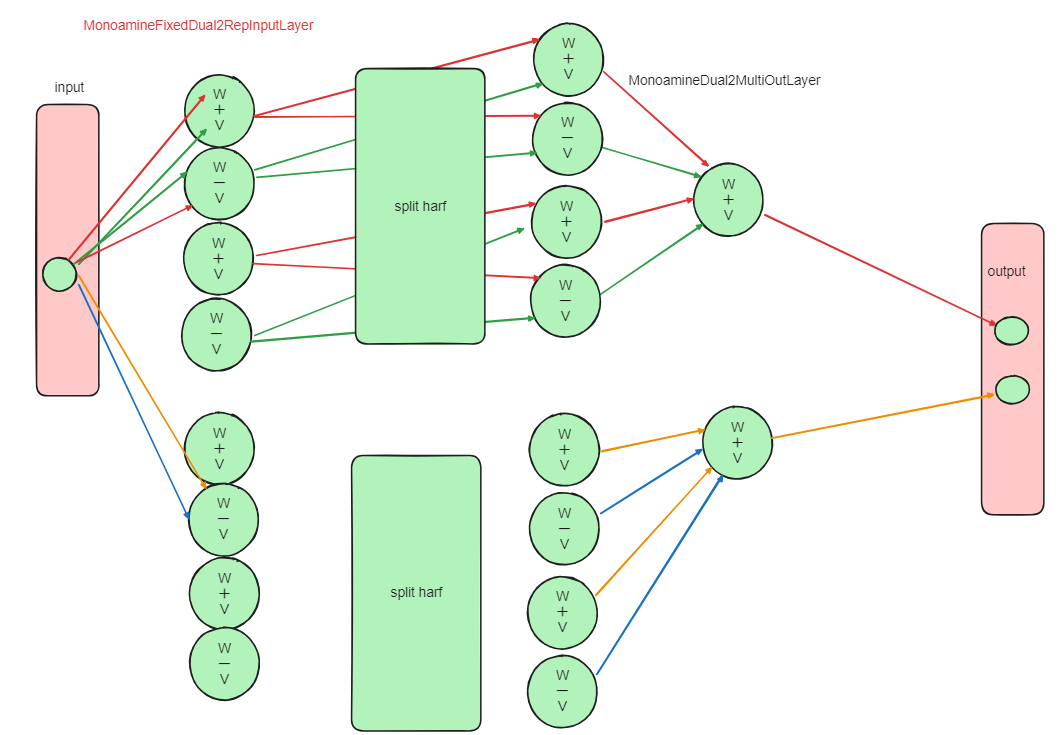 MonoamineFixedDual2RepInputLayer
input
W
+
V
W
—
V
W
+
V
W
—
V
split harf
W
+
V
W
—
V
W
+
V
W
—
V
MonoamineDual2MultiOutLayer
W
+
V
output
W
+
V
W
—
V
W
+
V
W
—
V
split harf
W
+
V
W
—
V
W
+
V
W
—
V
W
+
V